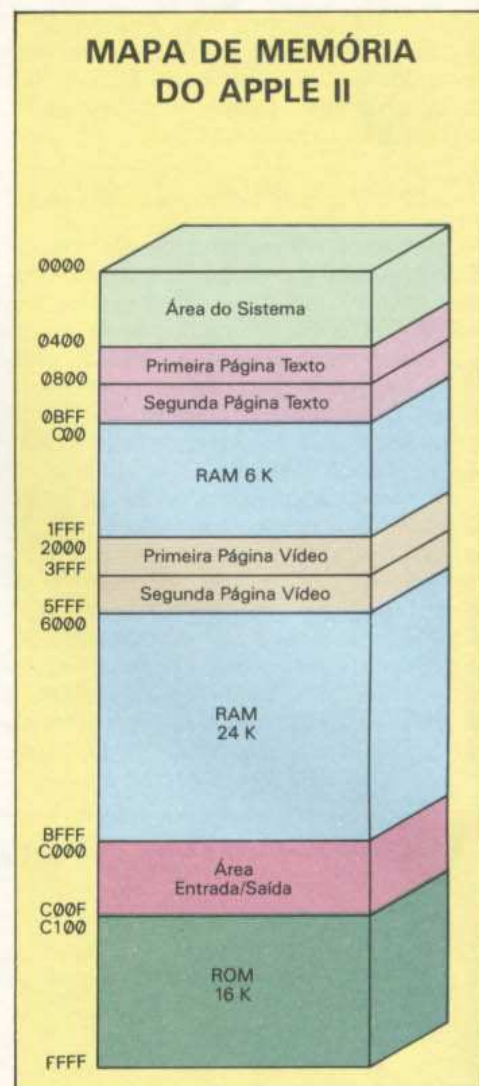 MAPA DE MEMÓRIA
DO APPLE II
0000
Área do Sistema
0400
Primeira Página Texto
0800
Segunda Página Texto
0BFF
C00
RAM 6 K
1FFF
2000
Primeira Página Vídeo
3FFF
Segunda Página Vídeo
5FFF
6000
RAM
24 K
BFFF
C000
Área
Entrada/Saída
C00F
C100
ROM
16 K
FFFF